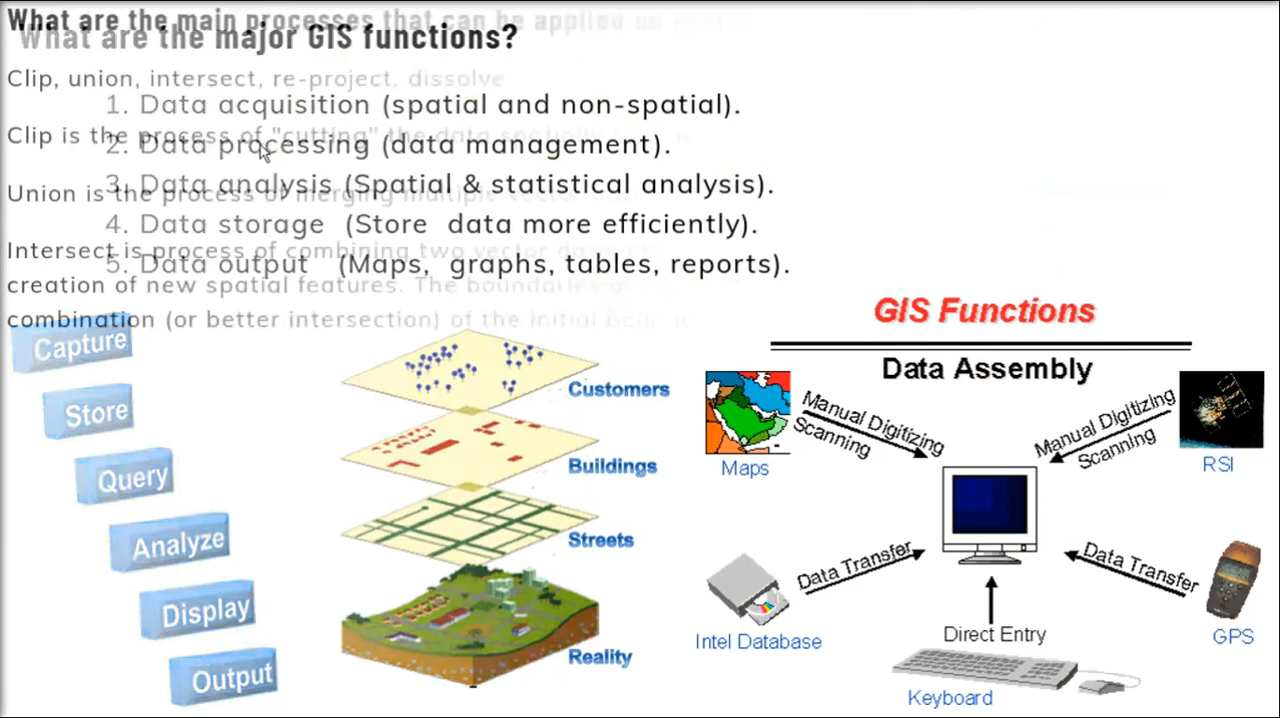 What are the main processes that can be applied
What are the major GIS functions?
Clip, union, intersect, re-project, dissolve
1. Data acquisition (spatial and non-spatial).
Clip is the process of "cutting" the data
2. Data processing (data management).
3. Data analysis (Spatial & statistical analysis).
Union is the process of merging multiple
4. Data storage (Store data more efficiently).
Intersect is process of combining two vector
5. Data output (Maps, graphs, tables, reports).
creation of new spatial features. The boundaries
combination (or better intersection) of the initial
Capture
Store
Query
Analyze
Display
Output
Customers
Buildings
Streets
Reality
GIS Functions
Data Assembly
Manual Digitizing
Scanning
Maps
Manual Digitizing
Scanning
RSI
Data Transfer
Intel Database
Data Transfer
GPS
Direct Entry
Keyboard